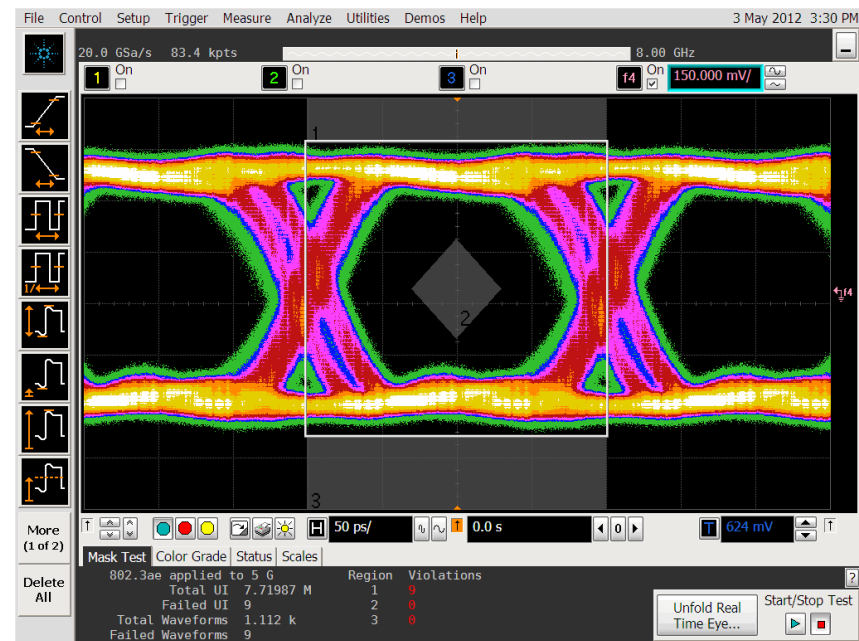 File Control Setup Trigger Measure Analyze Utilities Demos Help 3 May 2012 3:30 PM
20.0 GSa/s 83.4 kpts 8.00 GHz
1 On 2 On 3 On f4 On 150.000 mV/
1
2
f4
1/
3
More
(1 of 2)
H 50 ps/ 0.0 s 0 T 624 mV
Mask Test Color Grade Status Scales
Delete
All
802.3ae applied to 5 G Region Violations
Total UI 7.71987 M 1 9
Failed UI 9 2 0
Total Waveforms 1.112 k 3 0
Failed Waveforms 9
?
Unfold Real
Time Eye...
Start/Stop Test